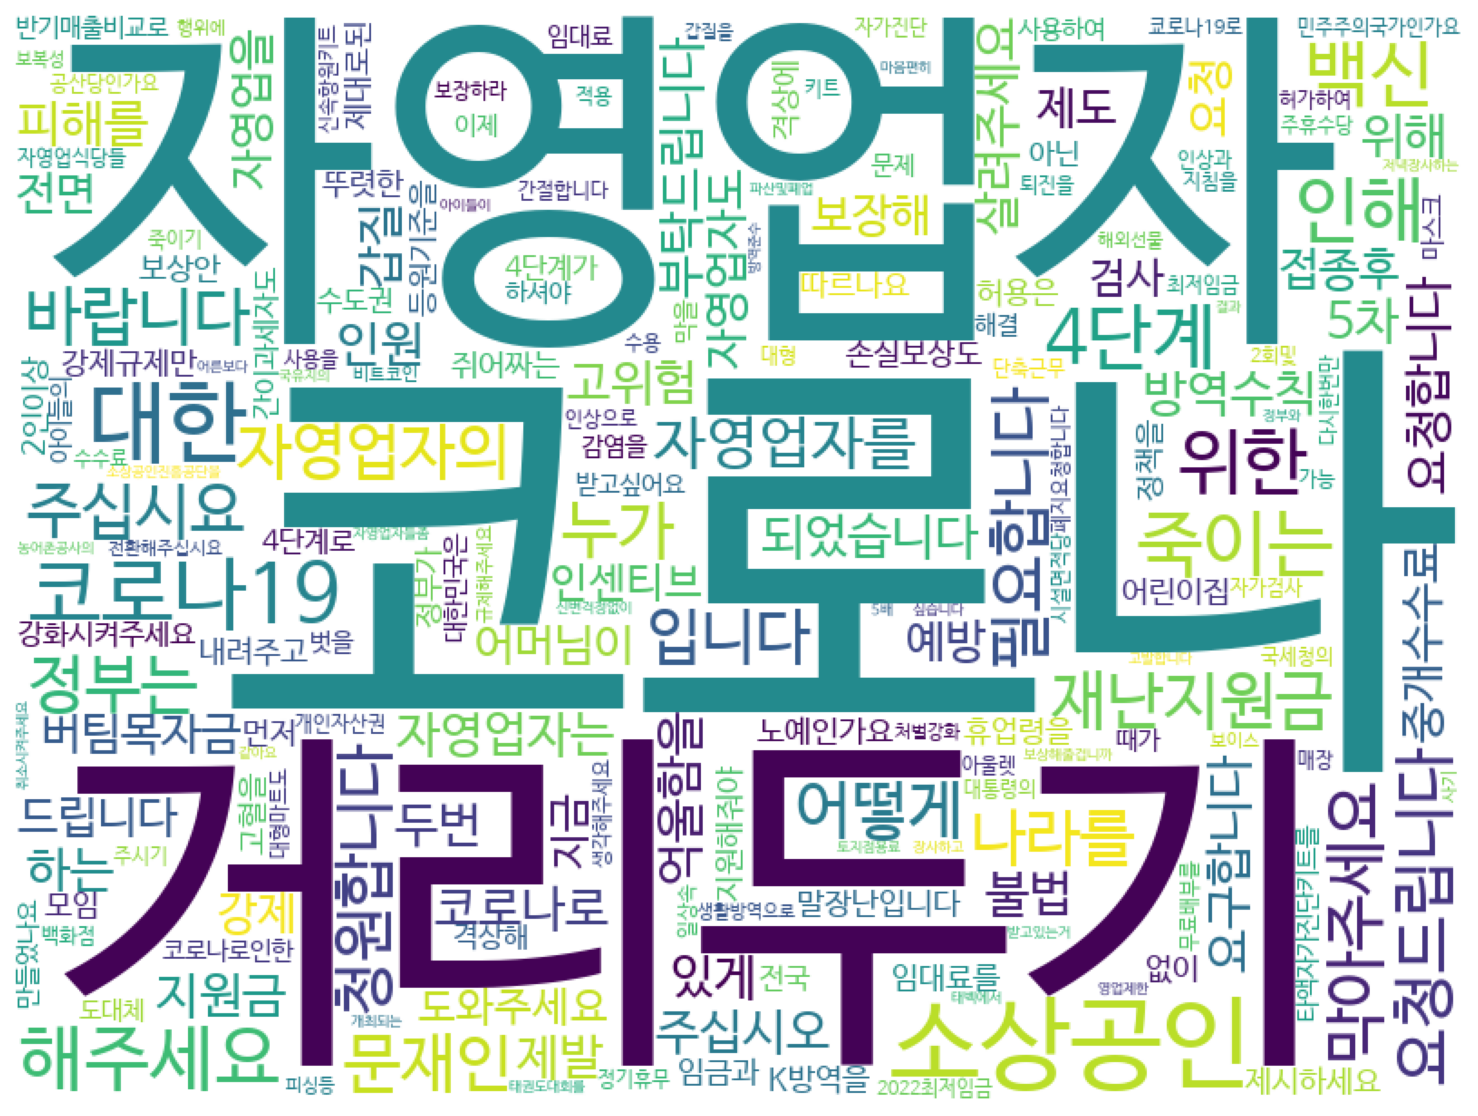 자영업자
코로나
거리두기
소상공인
백신
인해
4단계
5차
위해
제도
검사
접종후
피해를
전면
바랍니다
대한
주십시요
코로나19
정부는
버팀목자금
드립니다
하는
해주세요
문재인
제발
지원금
강제
도와주세요
주십시오
임금과
K방역을
2022최저임금
제시하세요
막아주세요
요청드립니다
중개수수료
요구합니다
재난지원금
나라를
어떻게
불법
있게
없이
임대료를
말장난입니다
전국
생활방역으로
코로나로
두번
지금
청원합니다
억울함을
지원해줘야
자영업자는
먼저
개인자산권
노예인가요
처벌강화
휴업령을
때가
보이스
매장
아울렛
대통령의
보상해줄겁니까
토지점용료
장사하고
일상속
받고있는거
태백에서
영업제한
무료배부를
타액자가진단키트를
사기
국세청의
고발합니다
어린이집
자가검사
죽이는
위한
요청합니다
방역수칙
정책을
필요합니다
예방
입니다
되었습니다
자영업자를
누가
인센티브
어머님이
신변걱정없이
5배
싶습니다
시설면적당폐지요청합니다
받고싶어요
감염을
인상으로
고위험
쥐어짜는
자영업자의
4단계로
자영업자를봄
정부가
대한민국은
규제해주세요
벗을
내려주고
강화시켜주세요
농어촌공사의
전환해주십시요
소상공인진흥공단을
수수료
아이들의
2인이상
강제규제만
어른보다
사용을
국유지의
비트코인
간이과세자도
인원
수도권
보상안
죽이기
갑질
등원기준을
뚜렷한
간절합니다
아이들이
4단계가
하셔야
파산및폐업
방역준수
막을
수용
대형
손실보상도
단축근무
해결
허용은
따르나요
보장해
자영업자도
부탁드립니다
살려주세요
문제
격상에
키트
마음편히
자가진단
사용하여
쿄로나19로
요청
민주주의국가인가요
허가하여
주휴수당
저녁장사하는
인상과
지침을
아닌
퇴진을
해외선물
최저임금
결과
마스크
2회및
다시한번만
정부와
가능
반기매출비교로
행위에
보복성
공산당인가요
자영업식당들
자영업을
신속항원키트
제대로된
임대료
갑질을
보장하라
적용
이제
취소시켜주세요
같아요
고혈을
대형마트도
생각해주세요
주시기
모임
만들었나요
백화점
코로나로인한
격상해
도대체
개최되는
피싱등
태권도대화를
정기휴무